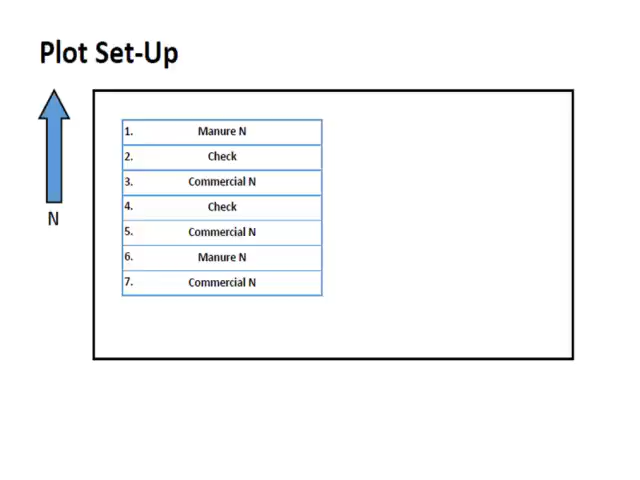 Plot Set-Up
N
1. Manure N
2. Check
3. Commercial N
4. Check
5. Commercial N
6. Manure N
7. Commercial N